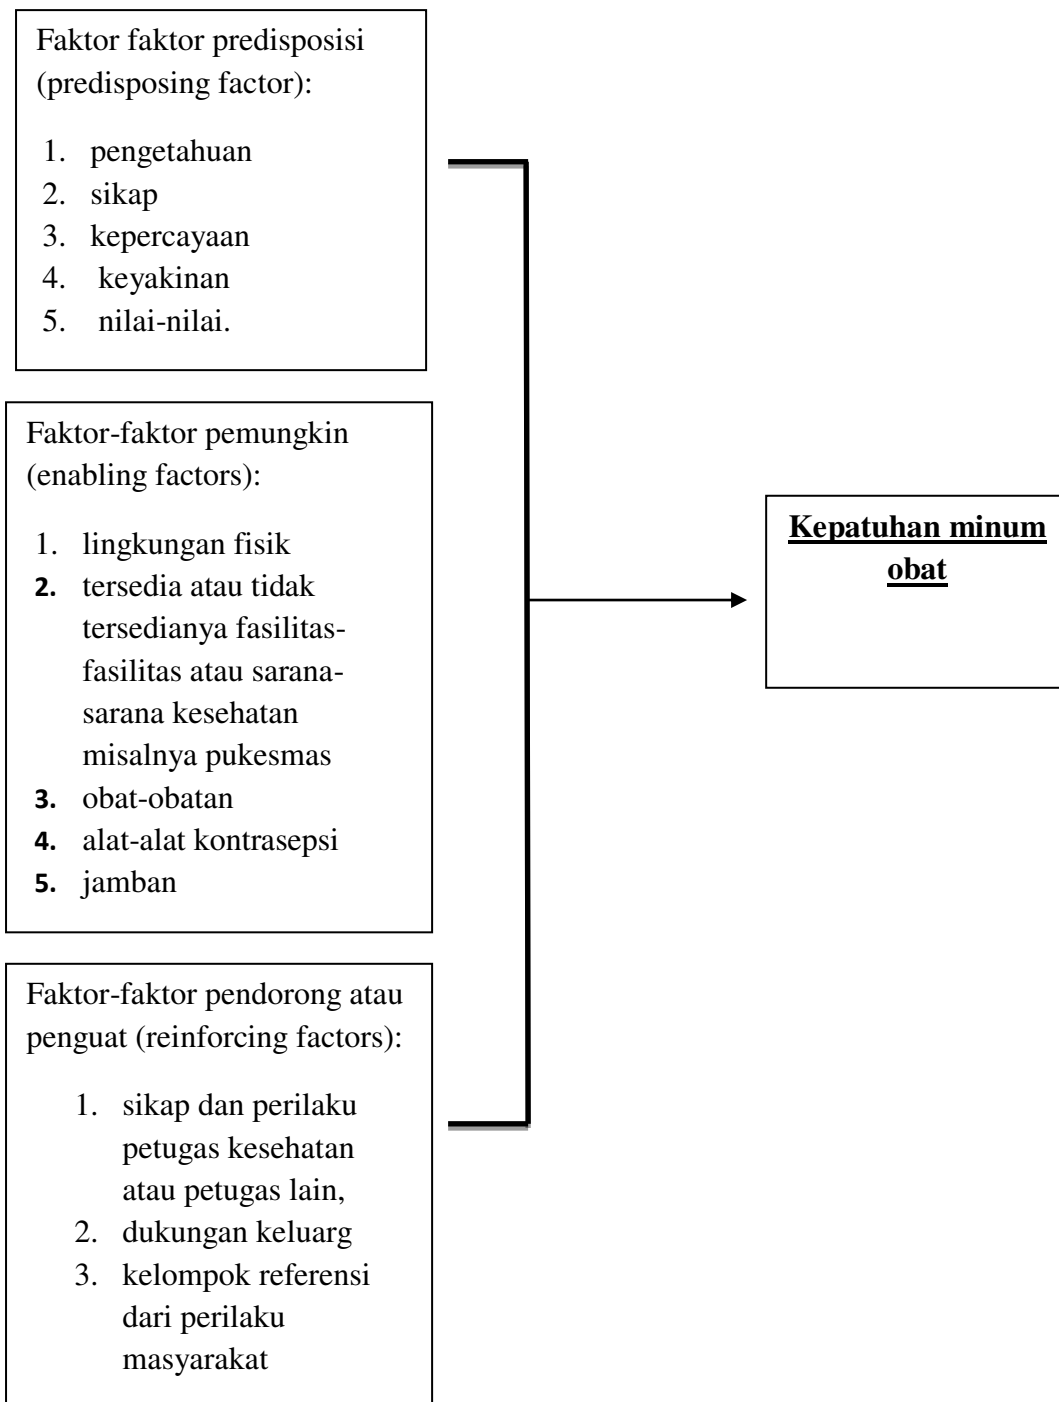 Faktor faktor predisposisi
(predisposing factor):
1. pengetahuan
2. sikap
3. kepercayaan
4. keyakinan
5. nilai-nilai.
Faktor-faktor pemungkin
(enabling factors):
1. lingkungan fisik
2. tersedia atau tidak
tersedianya fasilitas-
fasilitas atau sarana-
sarana kesehatan
misalnya pukesmas
3. obat-obatan
4. alat-alat kontrasepsi
5. jamban
Faktor-faktor pendorong atau
penguat (reinforcing factors):
1. sikap dan perilaku
petugas kesehatan
atau petugas lain,
2. dukungan keluarg
3. kelompok referensi
dari perilaku
masyarakat
Kepatuhan minum
obat